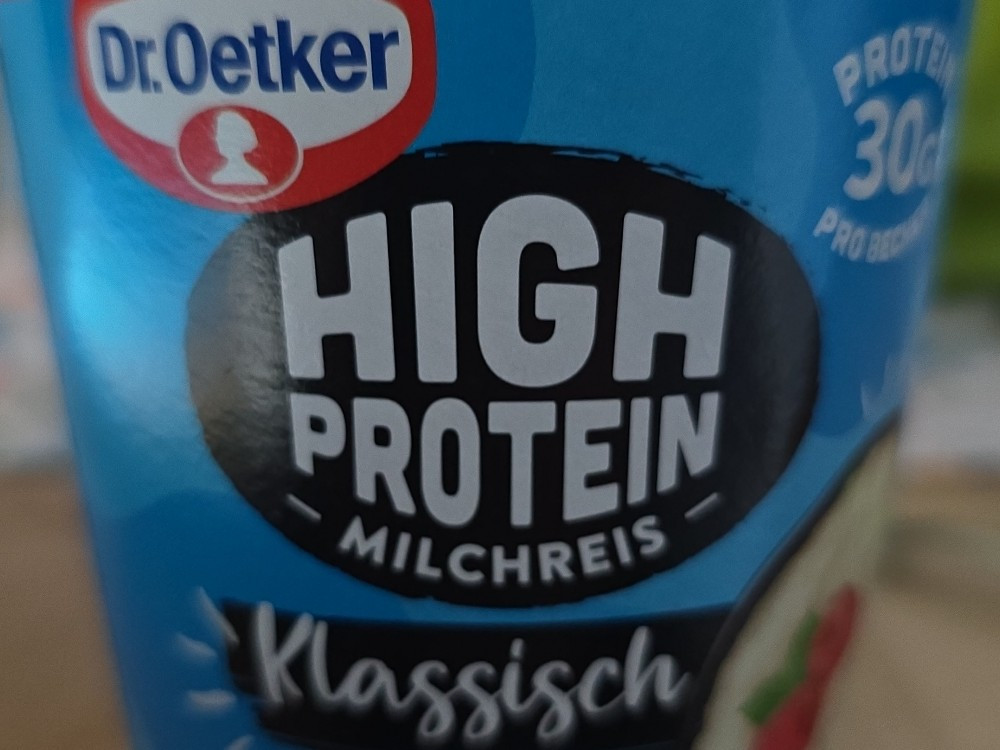 Dr.Oetker
PROTEIN
30G
PRO BECHER
HIGH
PROTEIN
MILCHREIS
Klassisch